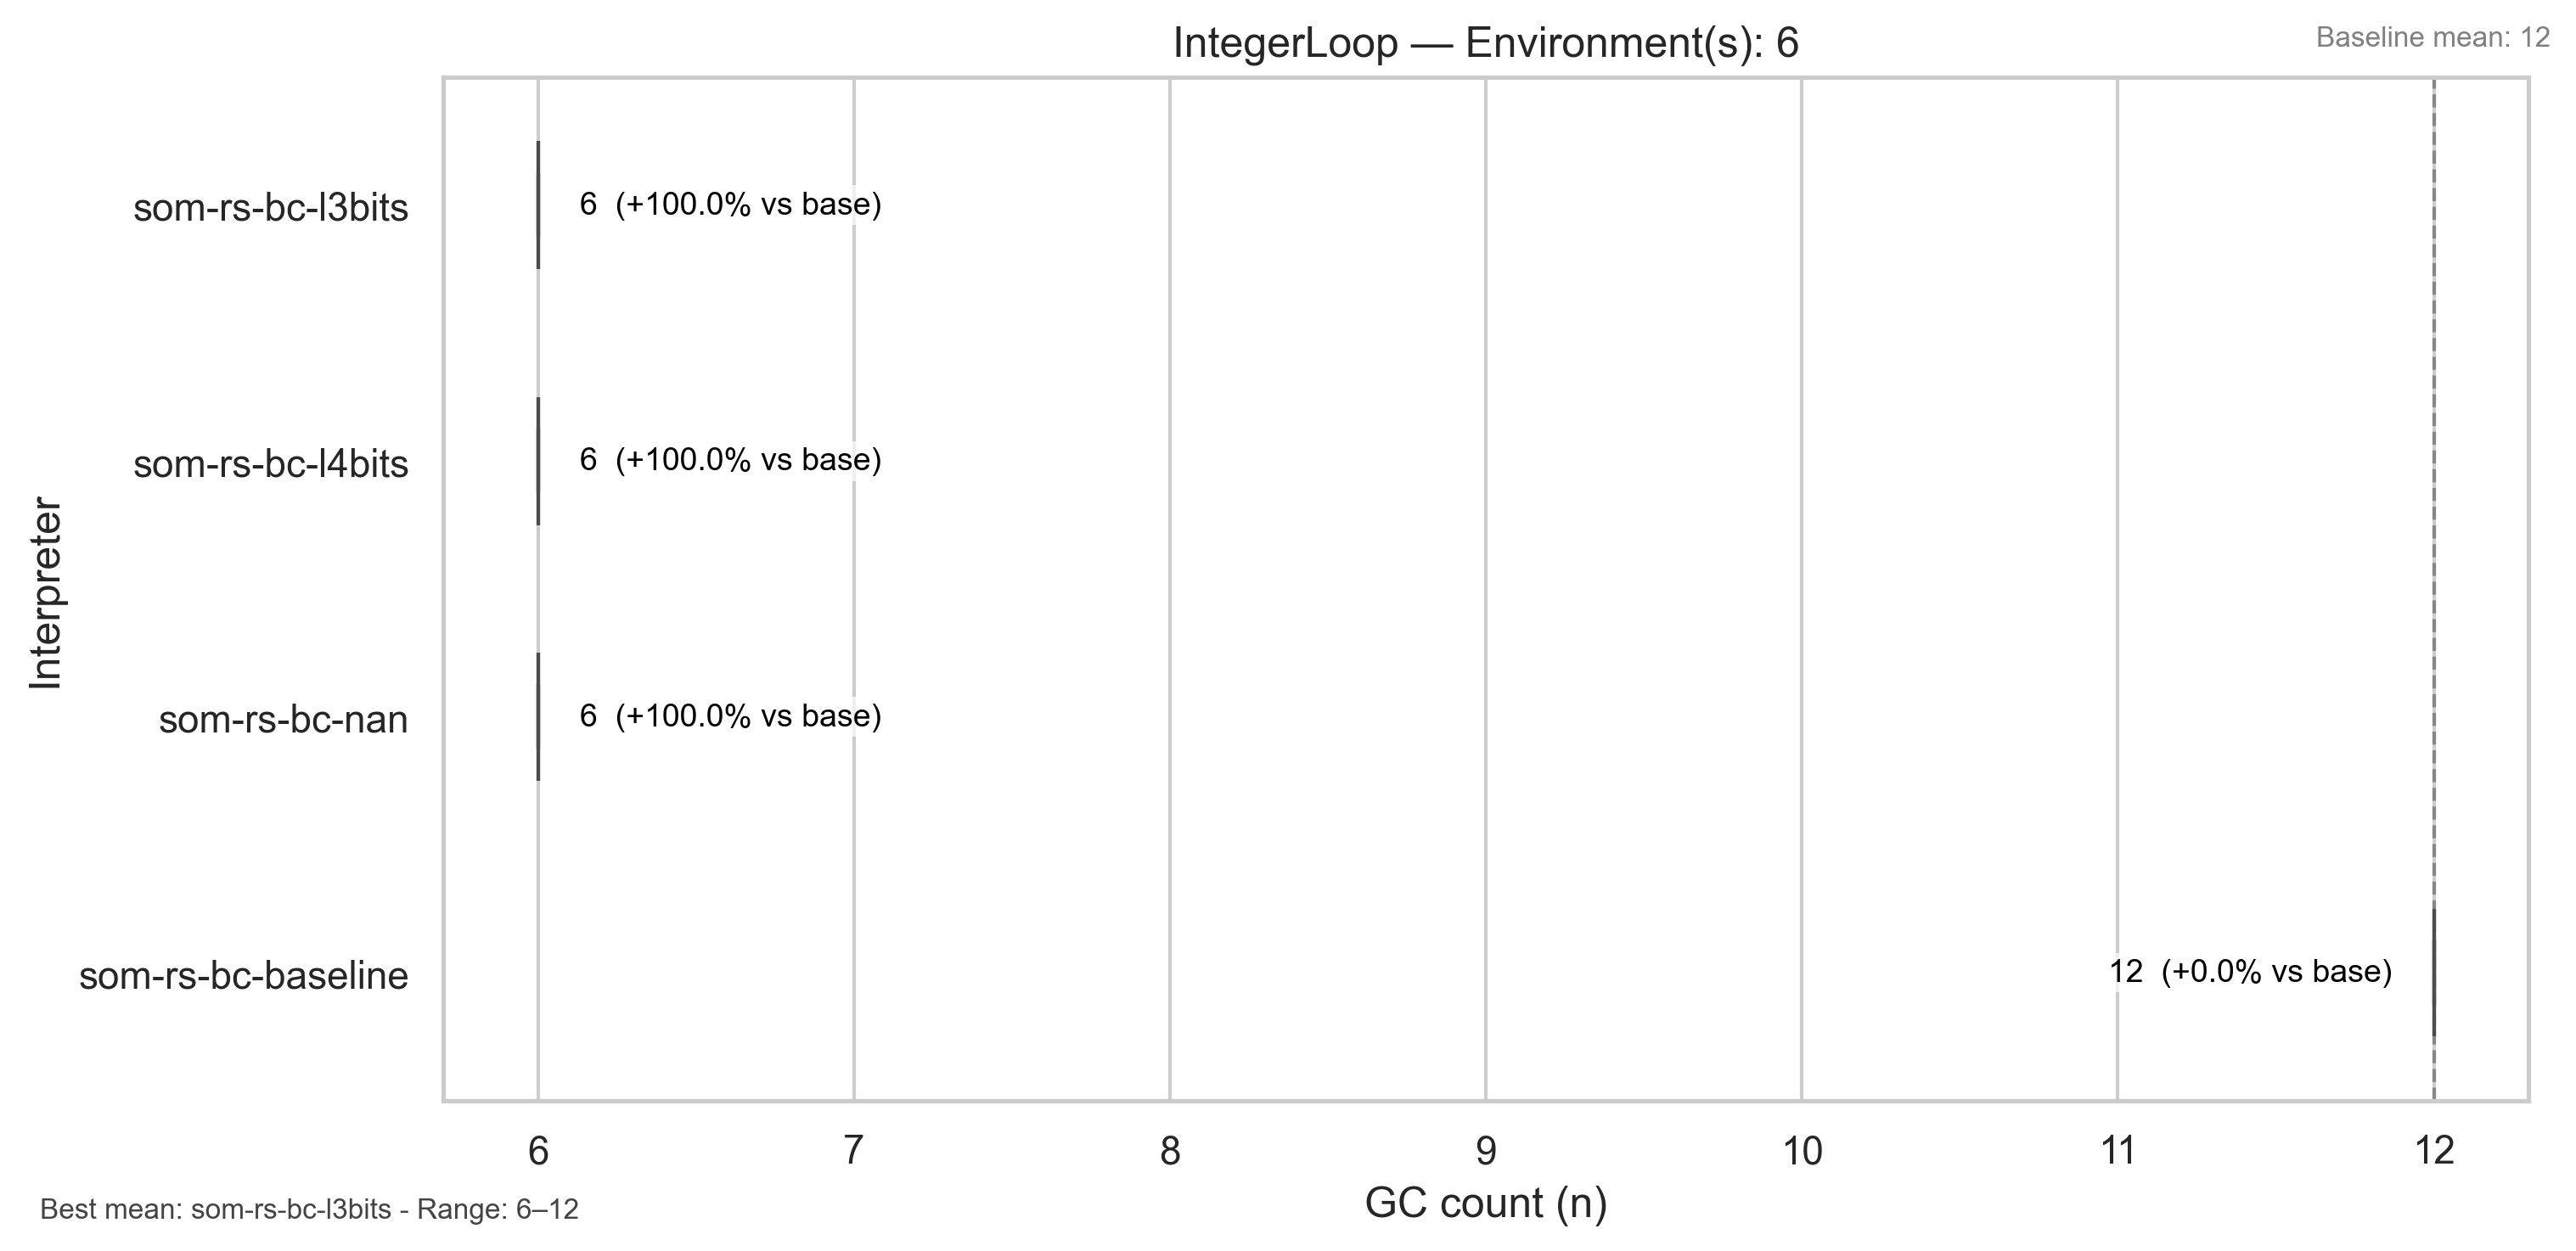 IntegerLoop — Environment(s): 6
Baseline mean: 12
som-rs-bc-l3bits
6 (+100.0% vs base)
som-rs-bc-l4bits
6 (+100.0% vs base)
Interpreter
som-rs-bc-nan
6 (+100.0% vs base)
som-rs-bc-baseline
12 (+0.0% vs base)
6 7 8 9 10 11 12
GC count (n)
Best mean: som-rs-bc-l3bits - Range: 6–12